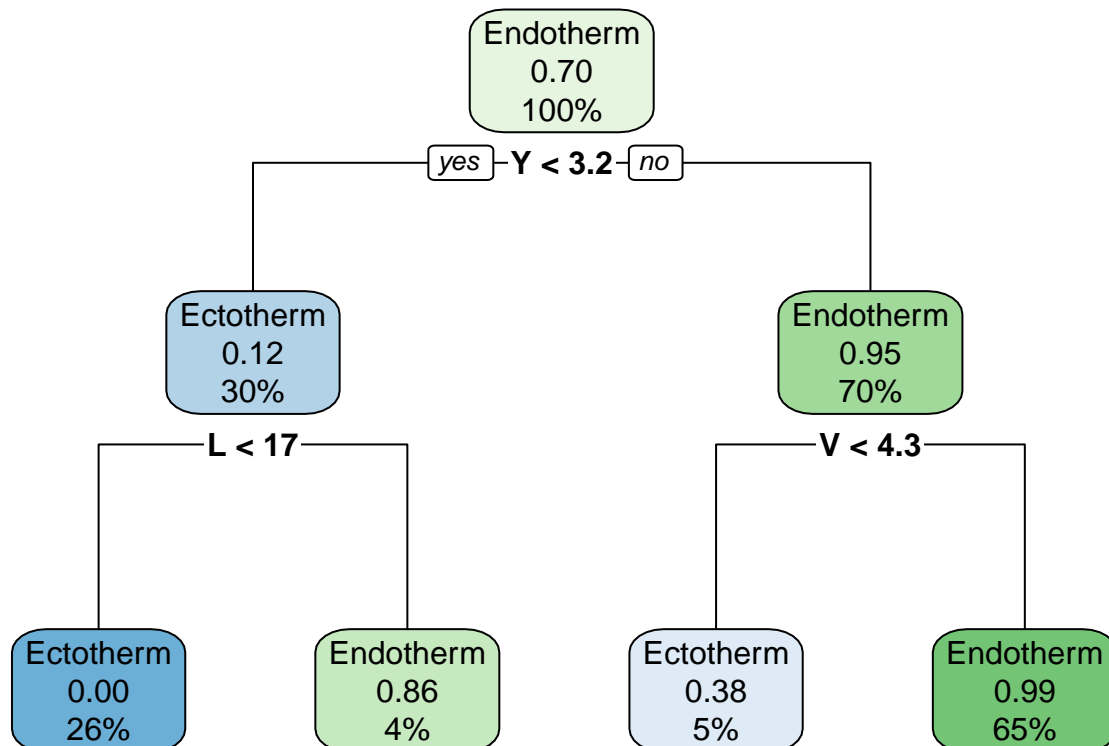 Endotherm
0.70
100%
yes Y < 3.2 no
Ectotherm
0.12
30%
Endotherm
0.95
70%
L < 17
V < 4.3
Ectotherm
0.00
26%
Endotherm
0.86
4%
Ectotherm
0.38
5%
Endotherm
0.99
65%